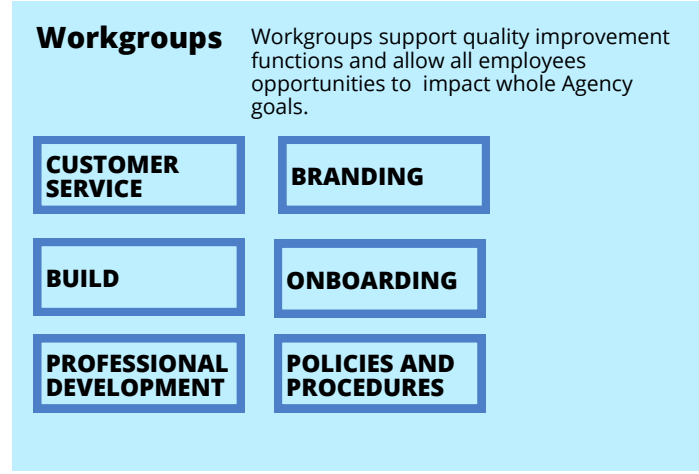 Workgroups
Workgroups support quality improvement
functions and allow all employees
opportunities to  impact whole Agency
goals.
CUSTOMER
SERVICE
BRANDING
BUILD
ONBOARDING
PROFESSIONAL
DEVELOPMENT
POLICIES AND
PROCEDURES